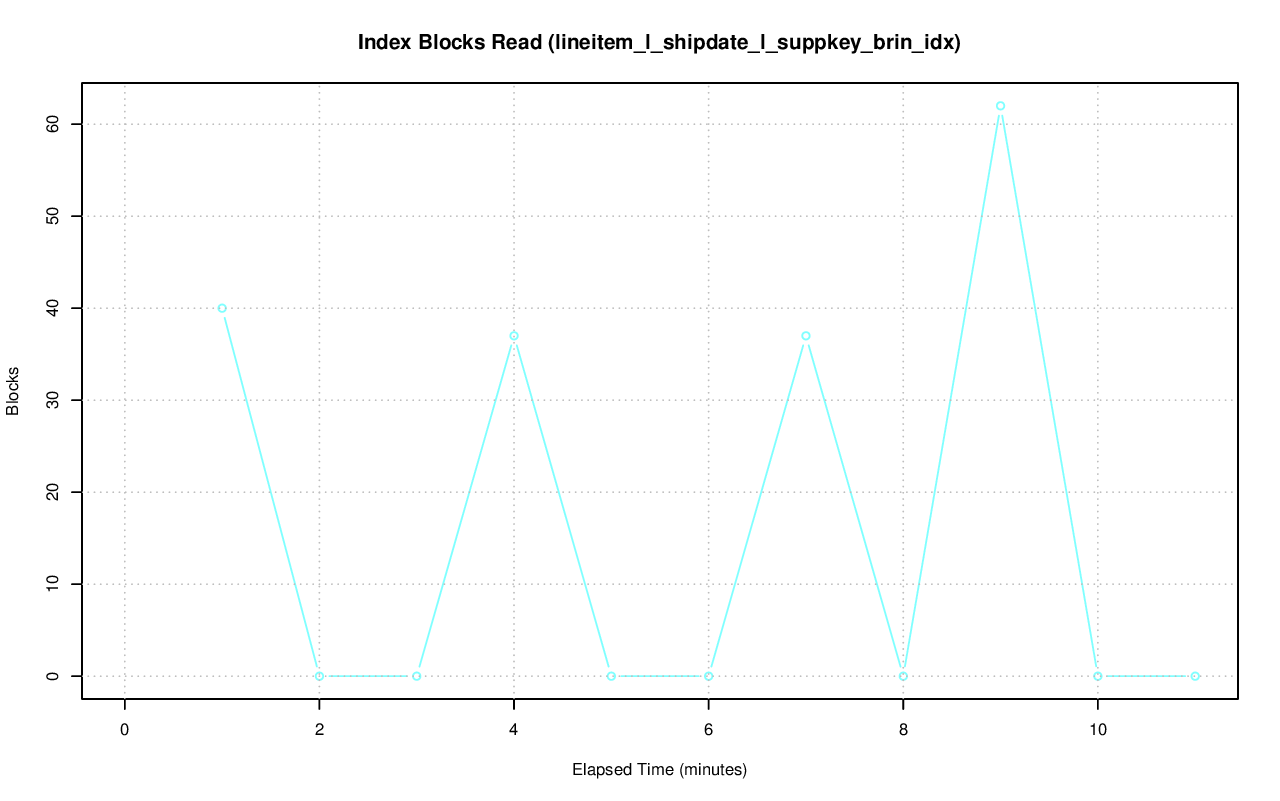 Index Blocks Read (lineitem_l_shipdate_l_suppkey_brin_idx)
60
50
40
30
20
10
0
Blocks
0 2 4 6 8 10
Elapsed Time (minutes)